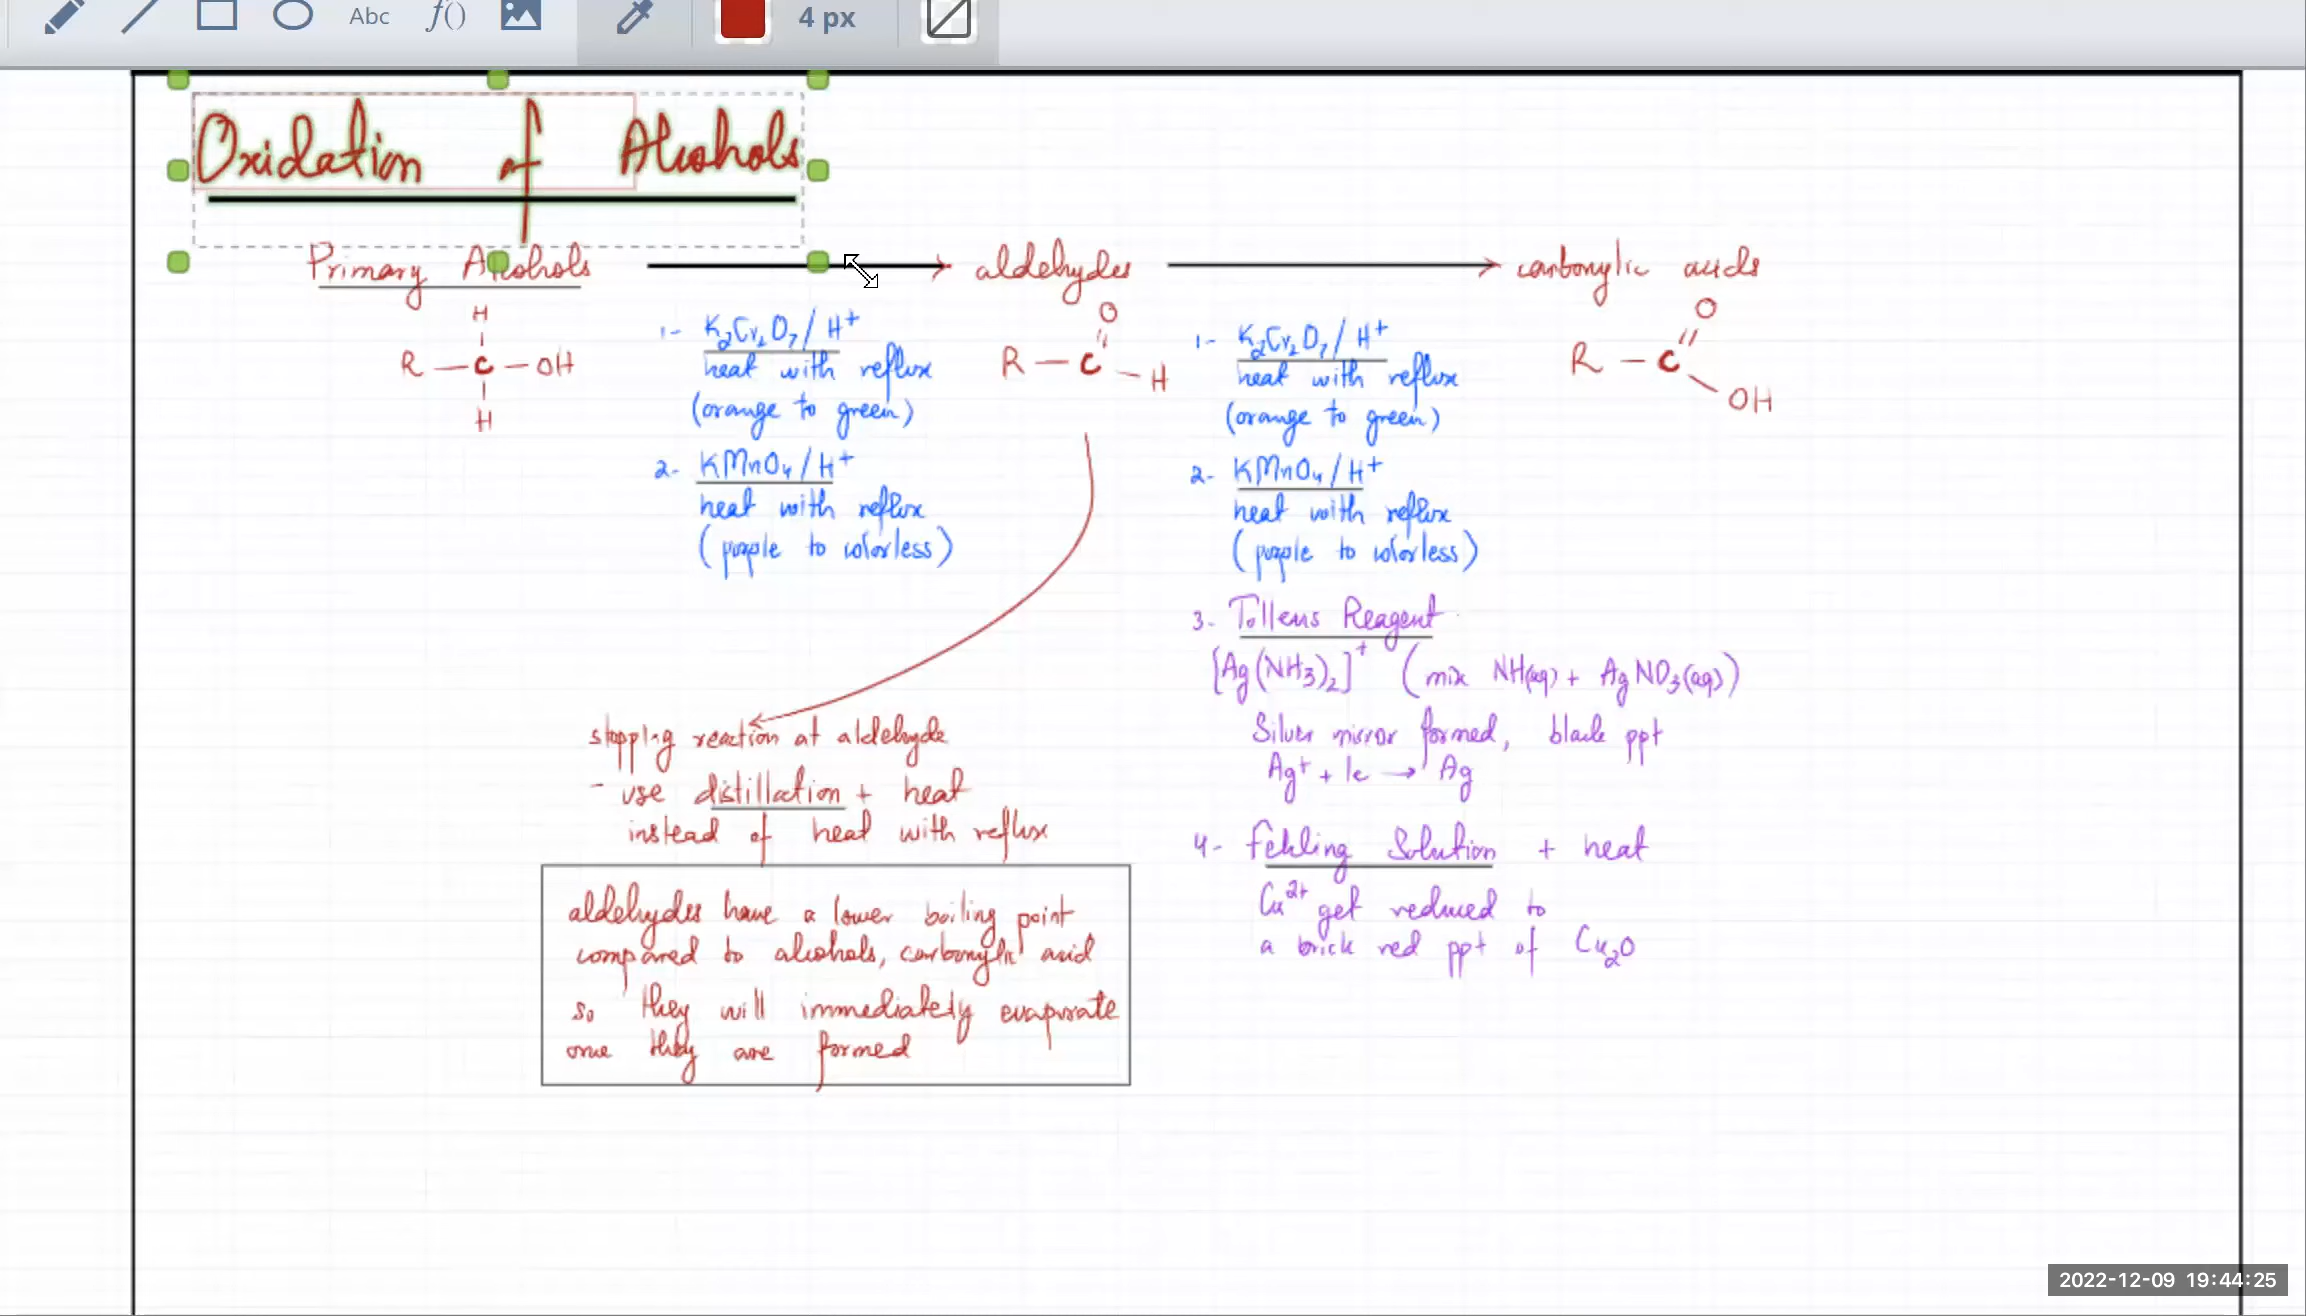 Abc
f()
4 px
Oxidation of Alcohols
Primary Alcohols
aldehydes
carboxylic acids
H
R — C — OH
H
1- K2Cr2O7 / H+
heat with reflux
(orange to green)
2- KMnO4 / H+
heat with reflux
(purple to colorless)
O
R — C — H
1- K2Cr2O7 / H+
heat with reflux
(orange to green)
2- KMnO4 / H+
heat with reflux
(purple to colorless)
3- Tollens Reagent
[Ag(NH3)2]+ (mix NH(aq) + AgNO3(aq))
Silver mirror formed, black ppt
Ag+ + 1e → Ag
4- Fehling Solution + heat
Cu2+ get reduced to
a brick red ppt of Cu2O
O
R — C
OH
stopping reaction at aldehyde
- use distillation + heat
instead of heat with reflux
aldehydes have a lower boiling point
compared to alcohols, carboxylic acid
so they will immediately evaporate
once they are formed
2022-12-09 19:44:25